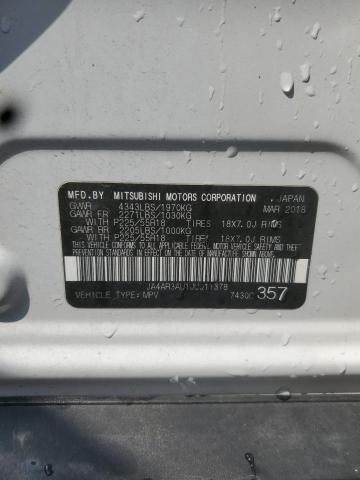 MFD.BY MITSUBISHI MOTORS CORPORATION , JAPAN
GVWR 4343LBS/1970KG MAR 2018
GAWR FR 2271LBS/1030KG
WITH P225/55R18 TIRES 18X7.0J RIMS
GAWR RR 2205LBS/1000KG
WITH P225/55R18 18X7.0J RIMS
THIS VEHICLE CONFORMS TO ALL APPLICABLE FEDERAL MOTOR VEHICLE SAFETY, BUMPER AND THEFT
PREVENTION STANDARDS IN EFFECT ON THE DATE OF MANUFACTURE SHOWN ABOVE.
VEHICLE TYPE: MPV 7430C 357